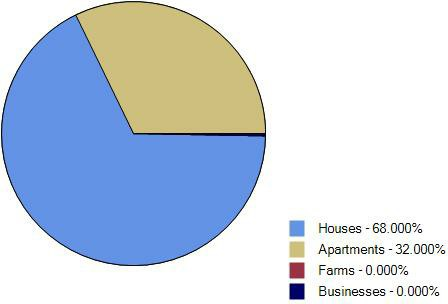 Houses - 68.000%
Apartments - 32.000%
Farms - 0.000%
Businesses - 0.000%